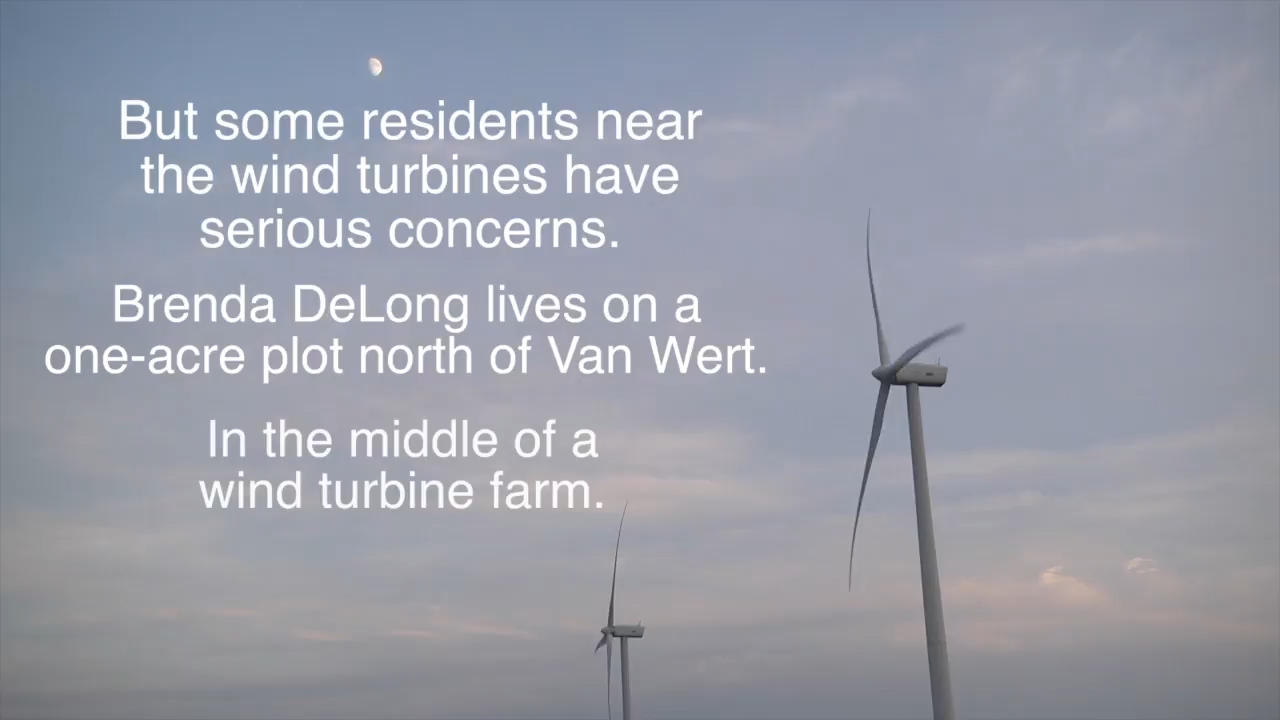 But some residents near
the wind turbines have
serious concerns.
Brenda DeLong lives on a
one-acre plot north of Van Wert.
In the middle of a
wind turbine farm.